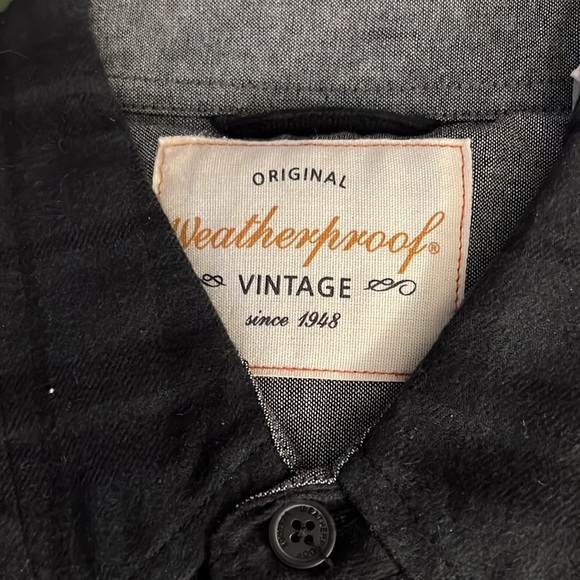 ORIGINAL
Weatherproof®
VINTAGE
since 1948